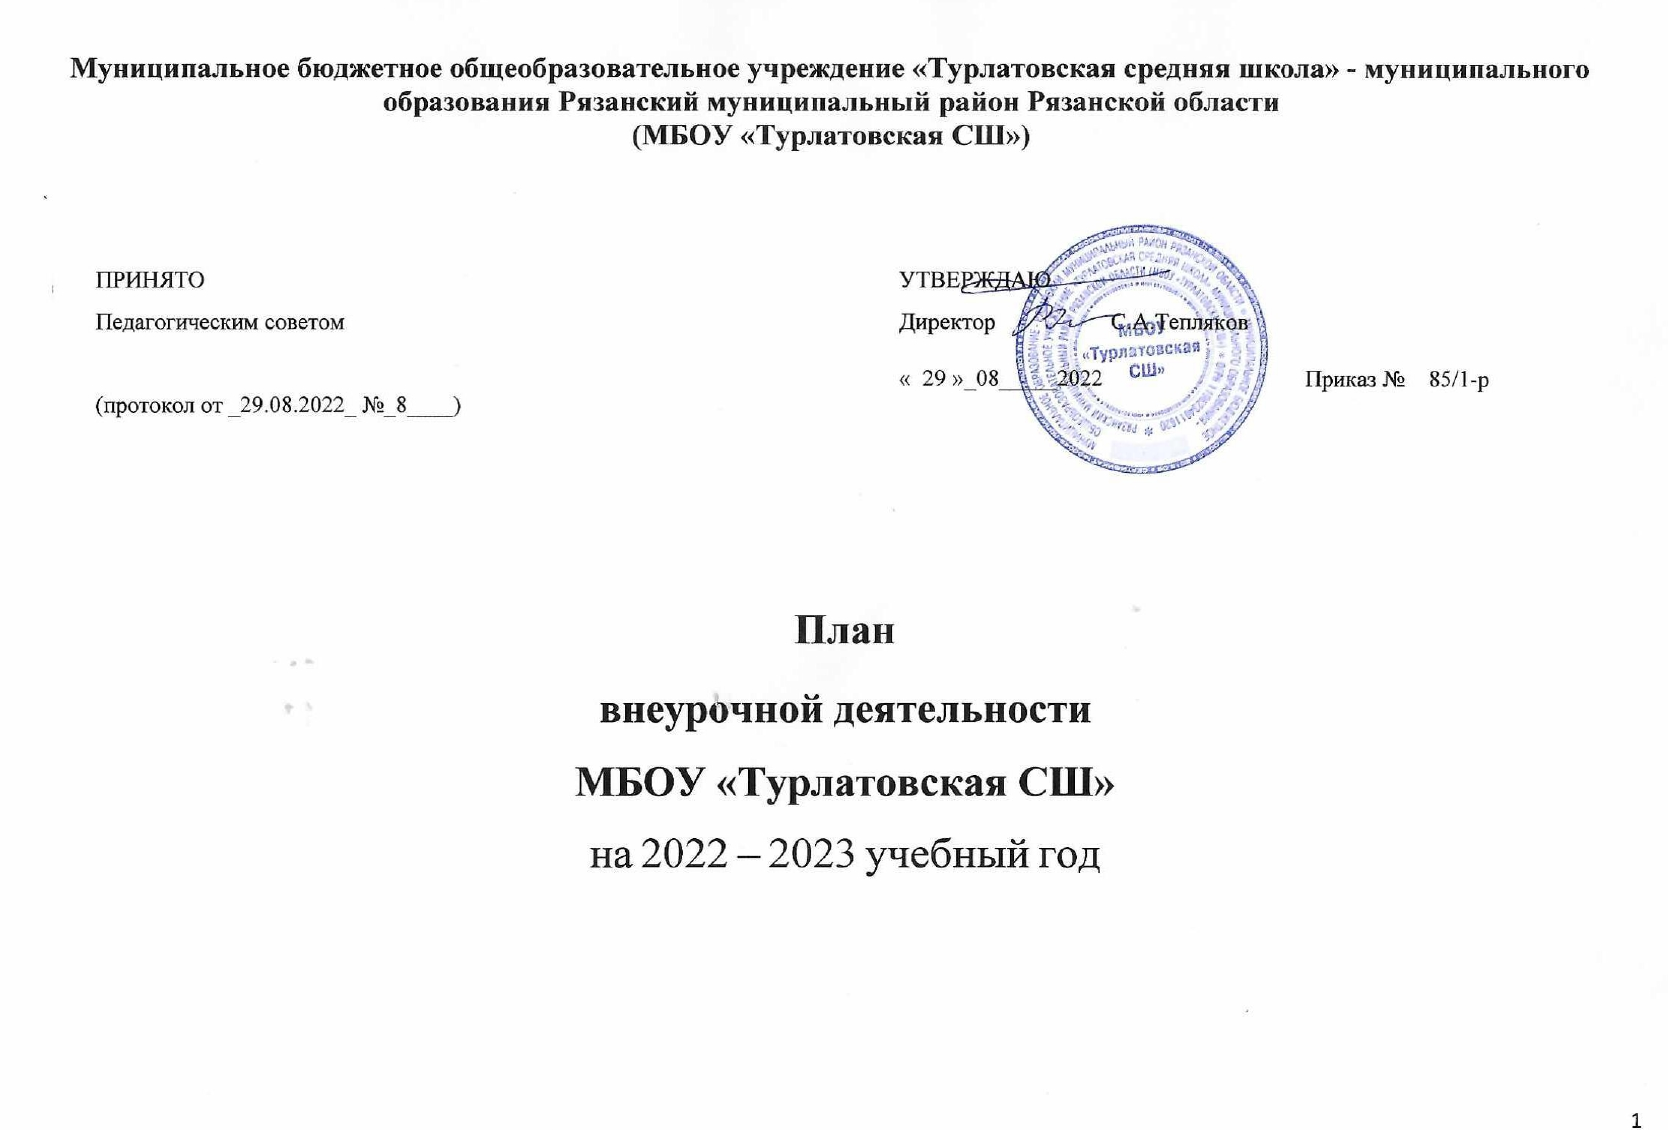 Муниципальное бюджетное общеобразовательное учреждение «Турлатовская средняя школа» - муниципального
образования Рязанский муниципальный район Рязанской области
(МБОУ «Турлатовская СШ»)
ПРИНЯТО
Педагогическим советом
(протокол от _29.08.2022_ №_8____)
УТВЕРЖДАЮ
Директор С.А.Тепляков
« 29 »_08_____2022 Приказ № 85/1-р
МБОУ
«Турлатовская
СШ»
План
внеурочной деятельности
МБОУ «Турлатовская СШ»
на 2022 – 2023 учебный год
1